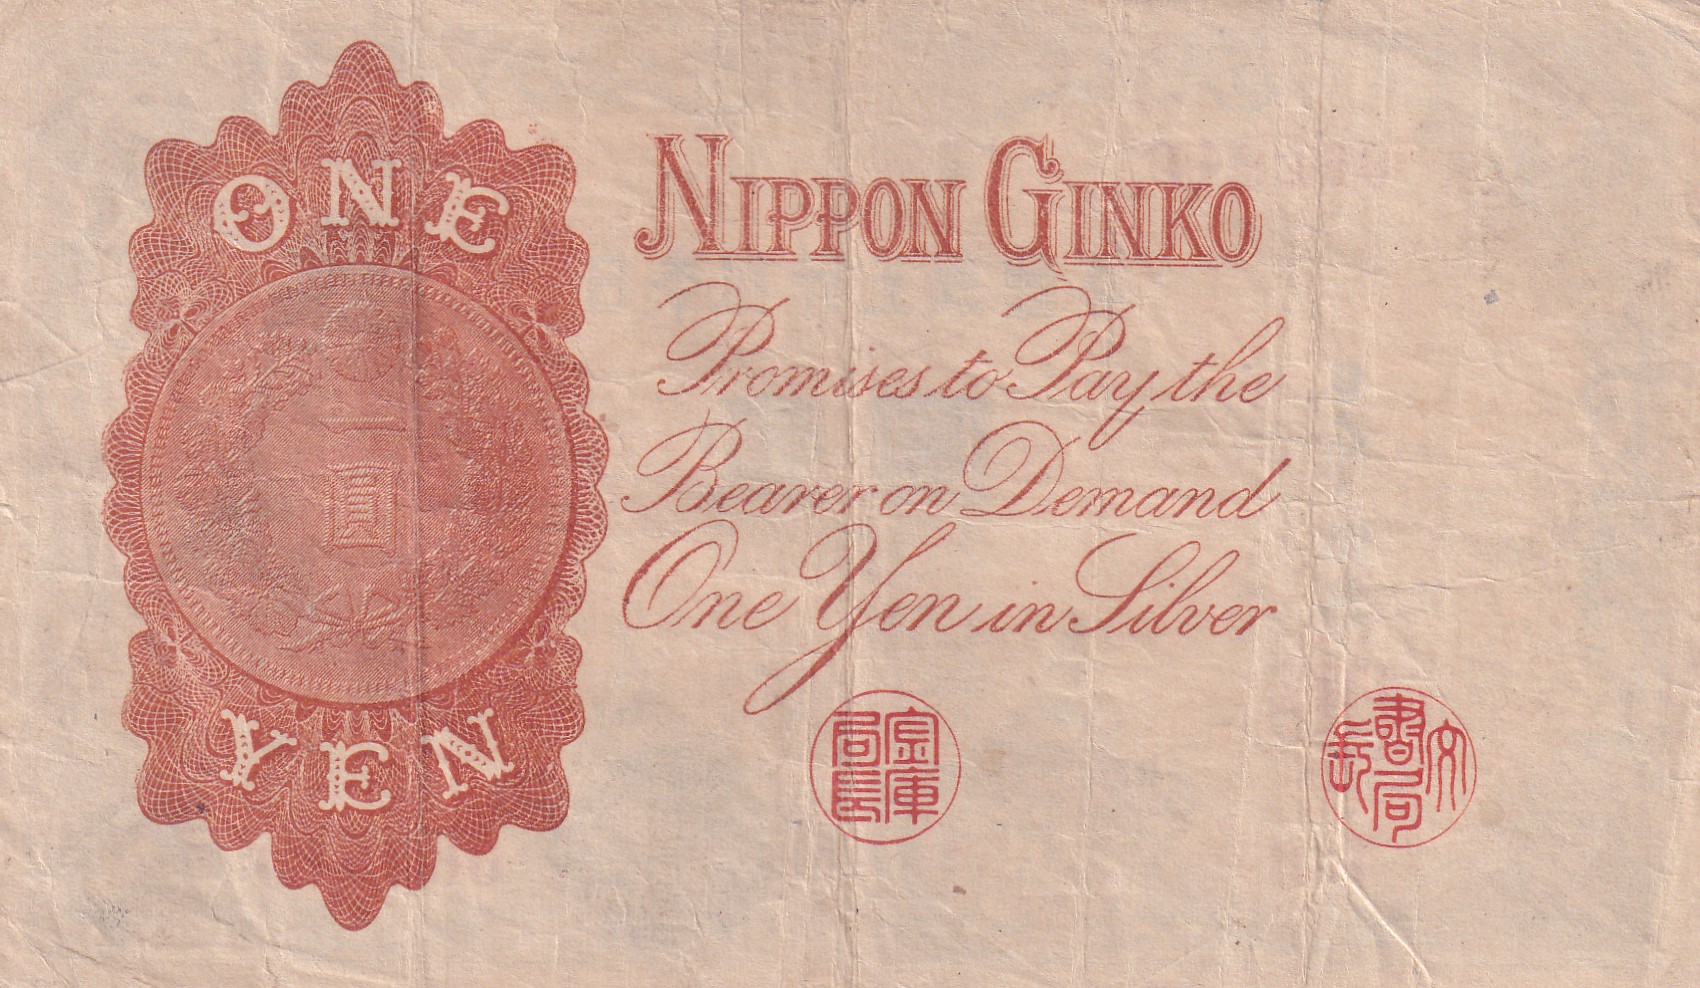 ONE
一
圓
YEN
NIPPON GINKO
Promises to Pay the
Bearer on Demand
One Yen in Silver
金庫局長
文書局長